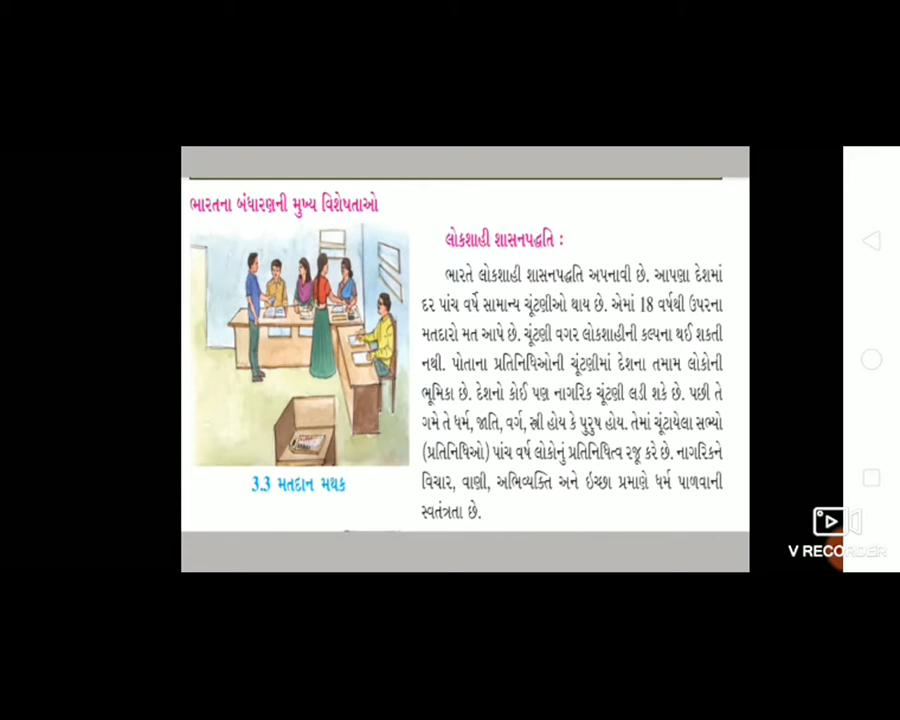 ભારતના બંધારણની મુખ્ય વિશેષતાઓ
લોકશાહી શાસનપદ્ધતિ :
ભારતે લોકશાહી શાસનપદ્ધતિ અપનાવી છે. આપણા દેશમાં
દર પાંચ વર્ષે સામાન્ય ચૂંટણીઓ થાય છે. એમાં 18 વર્ષથી ઉપરના
મતદારો મત આપે છે. ચૂંટણી વગર લોકશાહીની કલ્પના થઈ શકતી
નથી. પોતાના પ્રતિનિધિઓની ચૂંટણીમાં દેશના તમામ લોકોની
ભૂમિકા છે. દેશનો કોઈ પણ નાગરિક ચૂંટણી લડી શકે છે. પછી તે
ગમે તે ધર્મ, જાતિ, વર્ગ, સ્ત્રી હોય કે પુરુષ હોય. તેમાં ચૂંટાયેલા સભ્યો
(પ્રતિનિધિઓ) પાંચ વર્ષ લોકોનું પ્રતિનિધિત્વ રજૂ કરે છે. નાગરિકને
વિચાર, વાણી, અભિવ્યક્તિ અને ઇચ્છા પ્રમાણે ધર્મ પાળવાની
સ્વતંત્રતા છે.
3.3 મતદાન મથક
V RECORDER